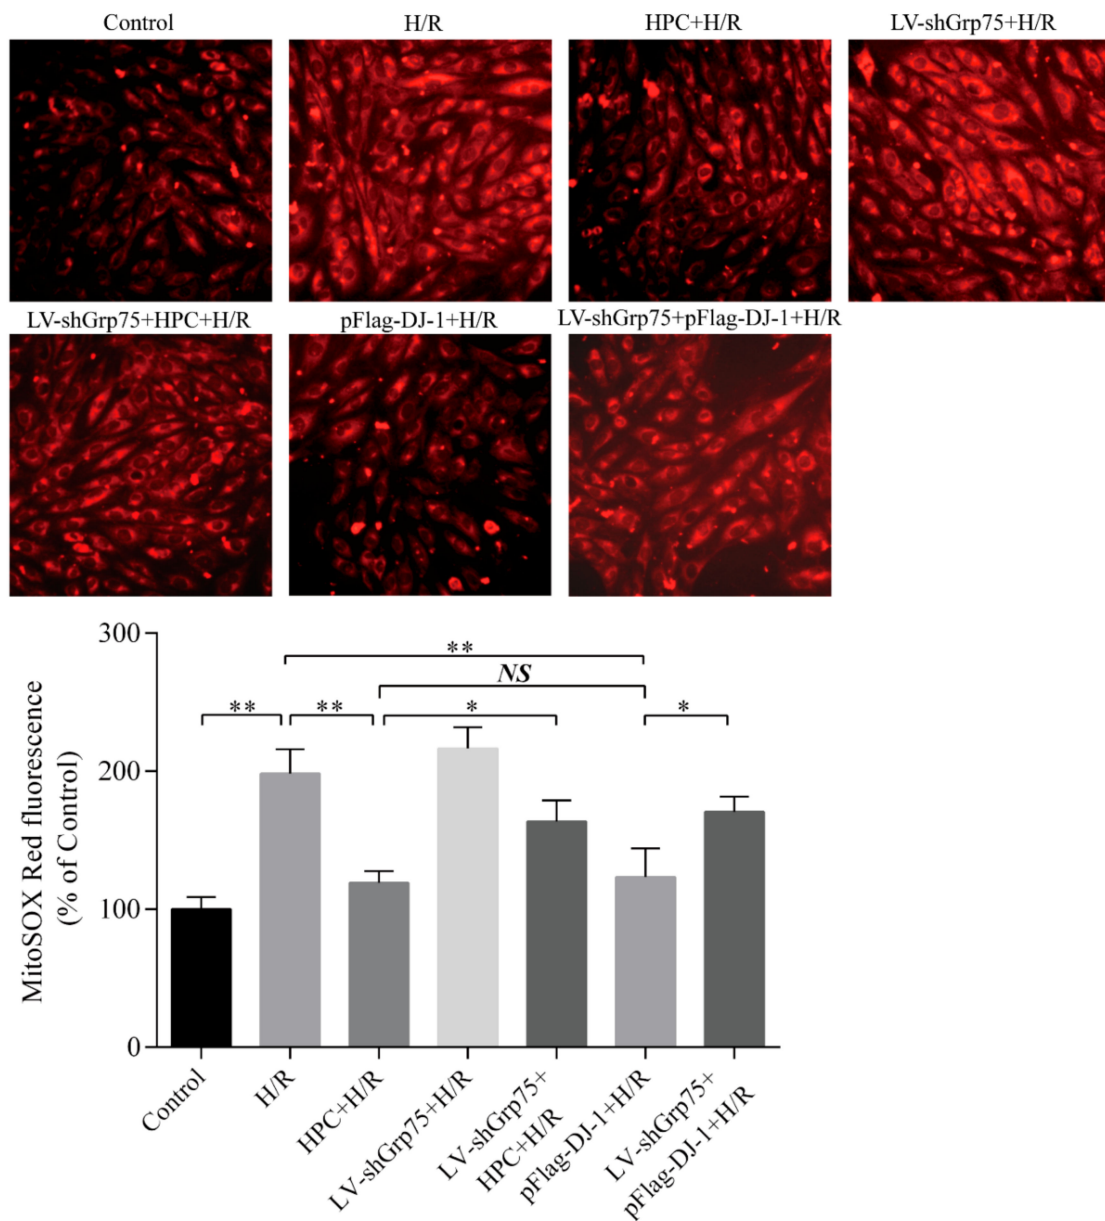 Control
H/R
HPC+H/R
LV-shGrp75+H/R
LV-shGrp75+HPC+H/R
pFlag-DJ-1+H/R
LV-shGrp75+pFlag-DJ-1+H/R
MitoSOX Red fluorescence
(% of Control)
300
200
100
0
**
NS
**
**
*
*
Control
H/R
HPC+H/R
LV-shGrp75+H/R
LV-shGrp75+
HPC+H/R
pFlag-DJ-1+H/R
LV-shGrp75+
pFlag-DJ-1+H/R